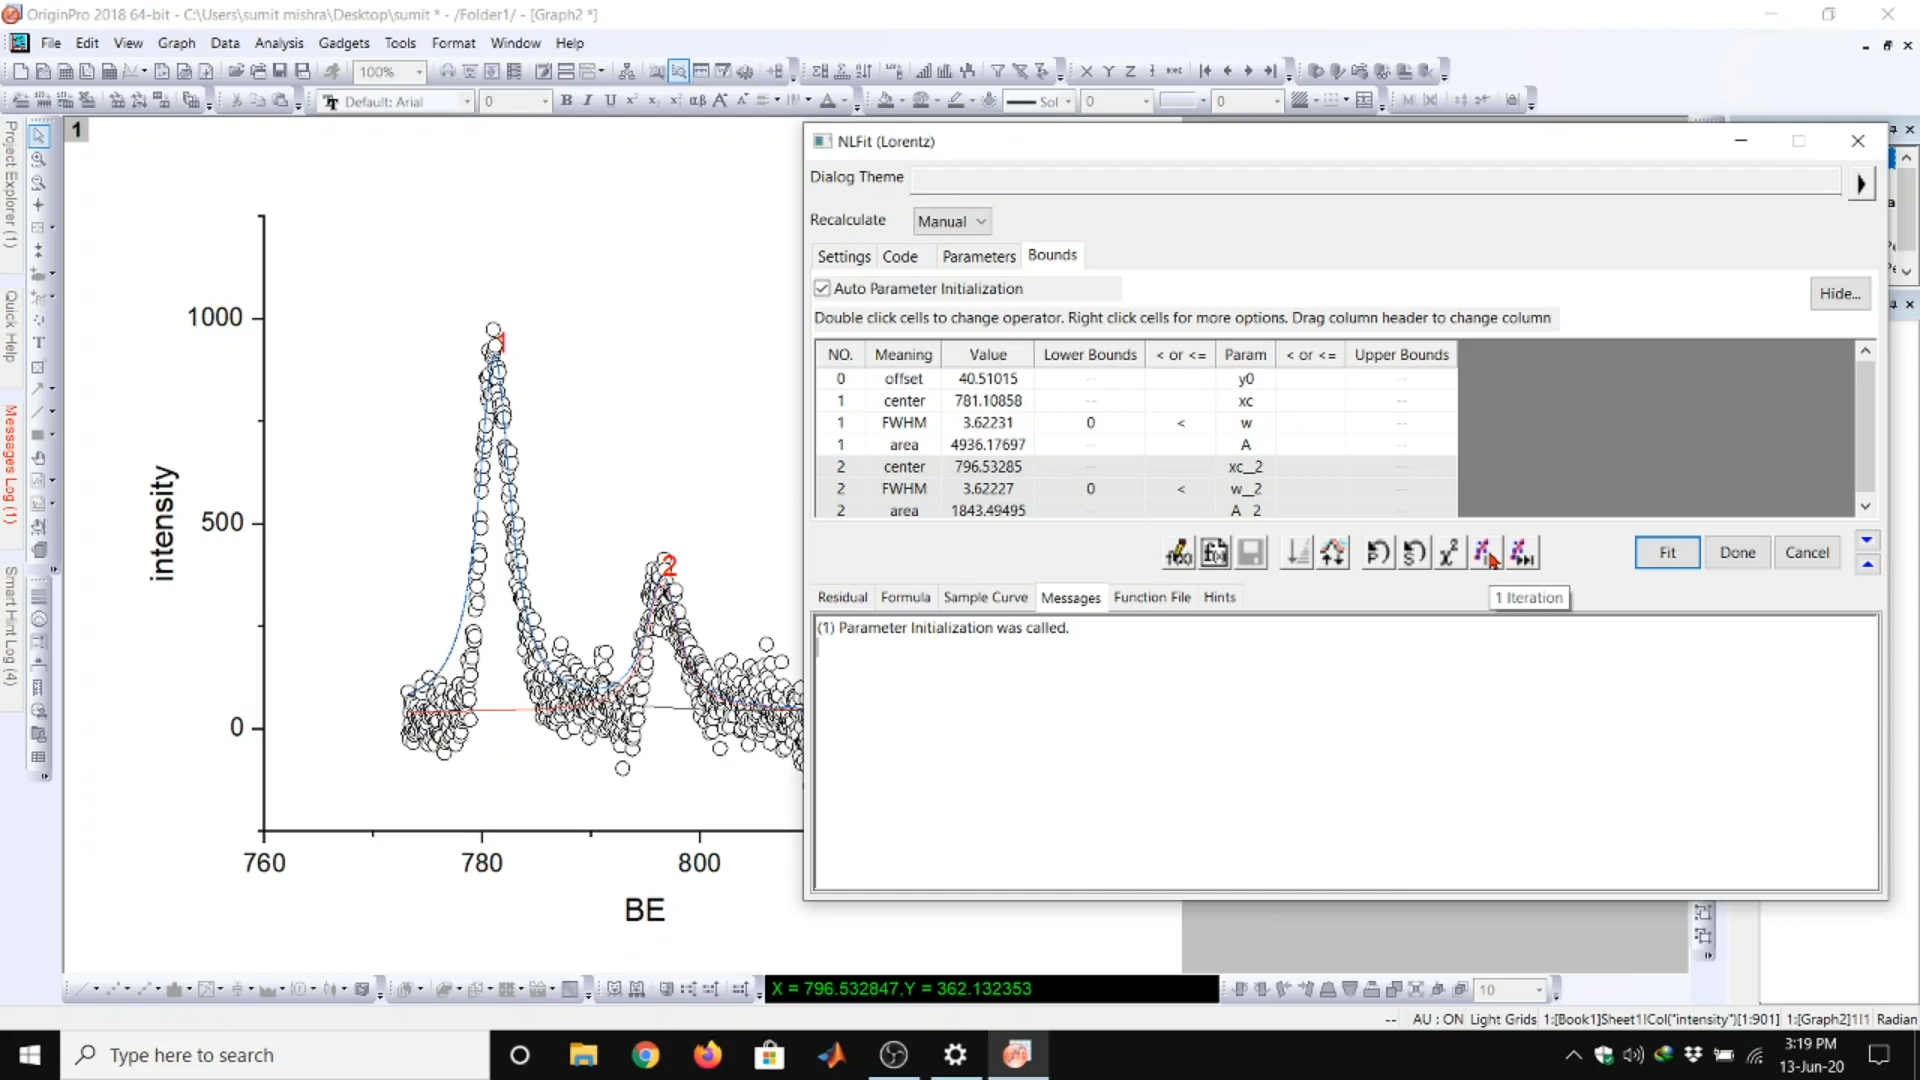 OriginPro 2018 64-bit - C:\Users\sumit mishra\Desktop\sumit * - /Folder1/ - [Graph2 *]
File Edit View Graph Data Analysis Gadgets Tools Format Window Help
100%
Default: Arial 0 B I U Sol 0 0
Project Explorer (1)
Quick Help
Messages Log (1)
Smart Hint Log (4)
1
1000
500
0
intensity
1
2
760 780 800
BE
NLFit (Lorentz)
Dialog Theme
Recalculate Manual
Settings Code Parameters Bounds
Auto Parameter Initialization
Hide...
Double click cells to change operator. Right click cells for more options. Drag column header to change column
NO. Meaning Value Lower Bounds < or <= Param < or <= Upper Bounds
0 offset 40.51015 -- y0 --
1 center 781.10858 -- xc --
1 FWHM 3.62231 0 < w --
1 area 4936.17697 -- A --
2 center 796.53285 -- xc__2 --
2 FWHM 3.62227 0 < w__2 --
2 area 1843.49495 -- A__2 --
Fit Done Cancel
Residual Formula Sample Curve Messages Function File Hints
1 Iteration
(1) Parameter Initialization was called.
X = 796.532847,Y = 362.132353
10
-- AU : ON Light Grids 1:[Book1]Sheet1!Col("intensity")[1:901] 1:[Graph2]1!1 Radian
Type here to search
3:19 PM
13-Jun-20